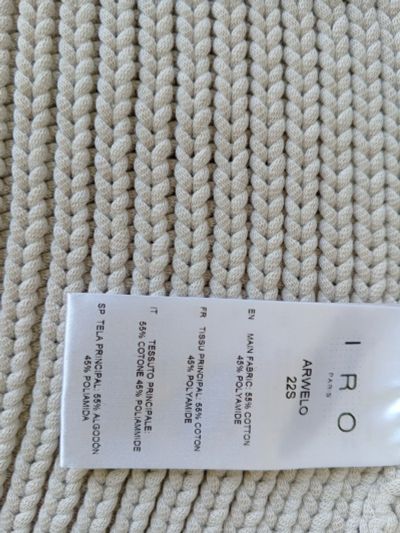 IRO
PARIS
ARWELO
22S
EN MAIN FABRIC: 55% COTTON
45% POLYAMIDE
FR TISSU PRINCIPAL: 55% COTON
45% POLYAMIDE
IT TESSUTO PRINCIPALE:
55% COTONE 45% POLIAMMIDE
SP TELA PRINCIPAL: 55% ALGODÓN
45% POLIAMIDA